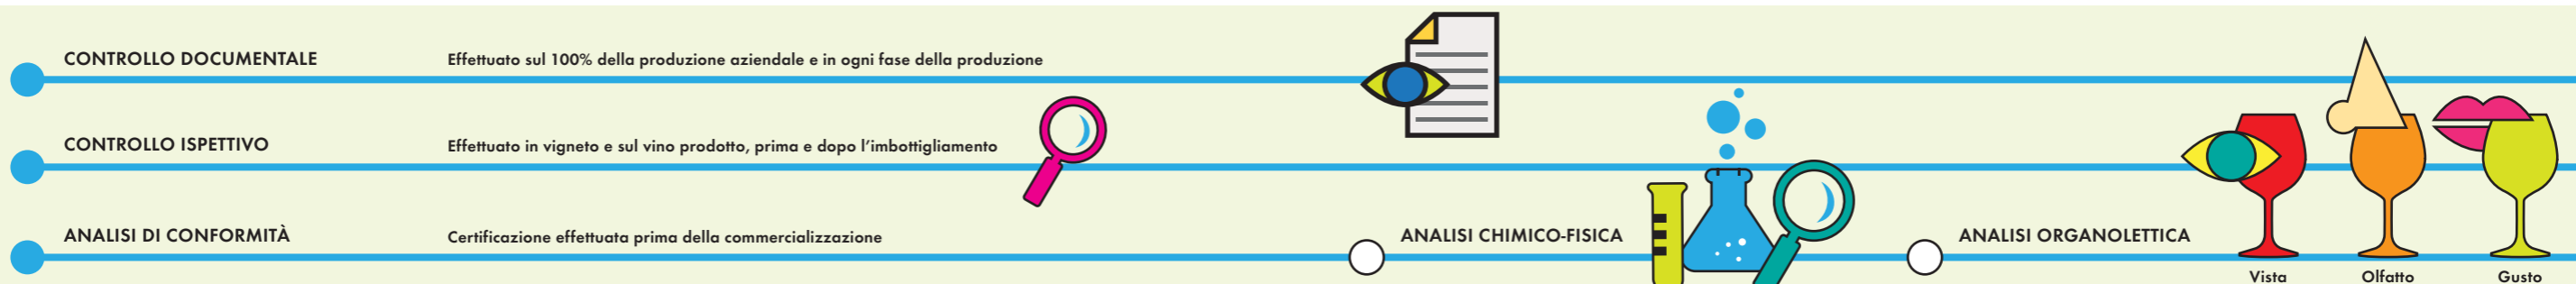 CONTROLLO DOCUMENTALE
Effettuato sul 100% della produzione aziendale e in ogni fase della produzione
CONTROLLO ISPETTIVO
Effettuato in vigneto e sul vino prodotto, prima e dopo l'imbottigliamento
ANALISI DI CONFORMITÀ
Certificazione effettuata prima della commercializzazione
ANALISI CHIMICO-FISICA
ANALISI ORGANOLETTICA
Vista
Olfatto
Gusto